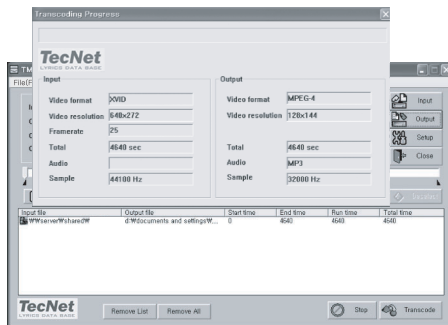 Transcoding Progress
TecNet
LYRICS DATA BASE
Input
Video format XVID
Video resolution 640x272
Framerate 25
Total 4640 sec
Audio
Sample 44100 Hz
Output
Video format MPEG-4
Video resolution 128x144
Total 4640 sec
Audio MP3
Sample 32000 Hz
Input
Output
Setup
Close
Input file Output file Start time End time Run time Total time
₩₩server₩shared₩ d:₩documents and settings₩... 0 4640 4640 4640
TecNet
LYRICS DATA BASE
Remove List Remove All Stop Transcode